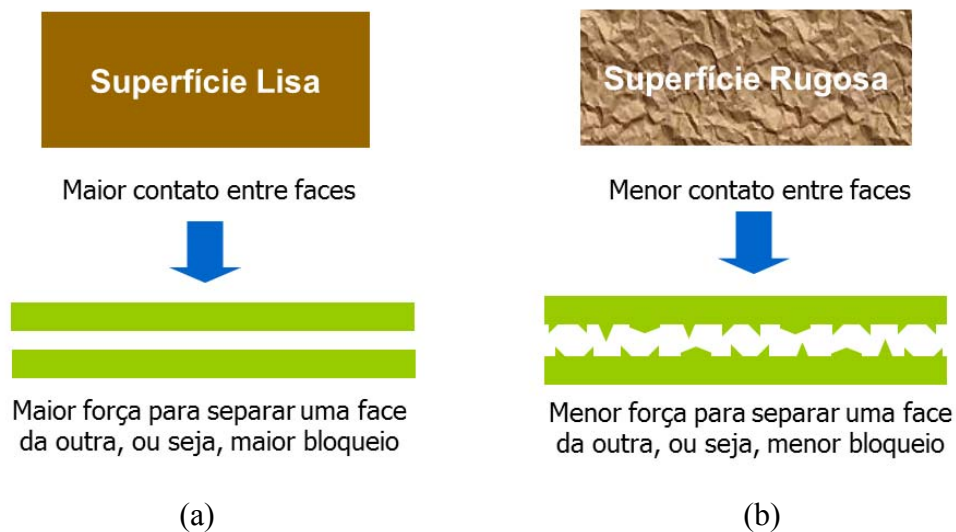 Superfície Lisa
Maior contato entre faces
Maior força para separar uma face
da outra, ou seja, maior bloqueio
(a)
Superfície Rugosa
Menor contato entre faces
Menor força para separar uma face
da outra, ou seja, menor bloqueio
(b)